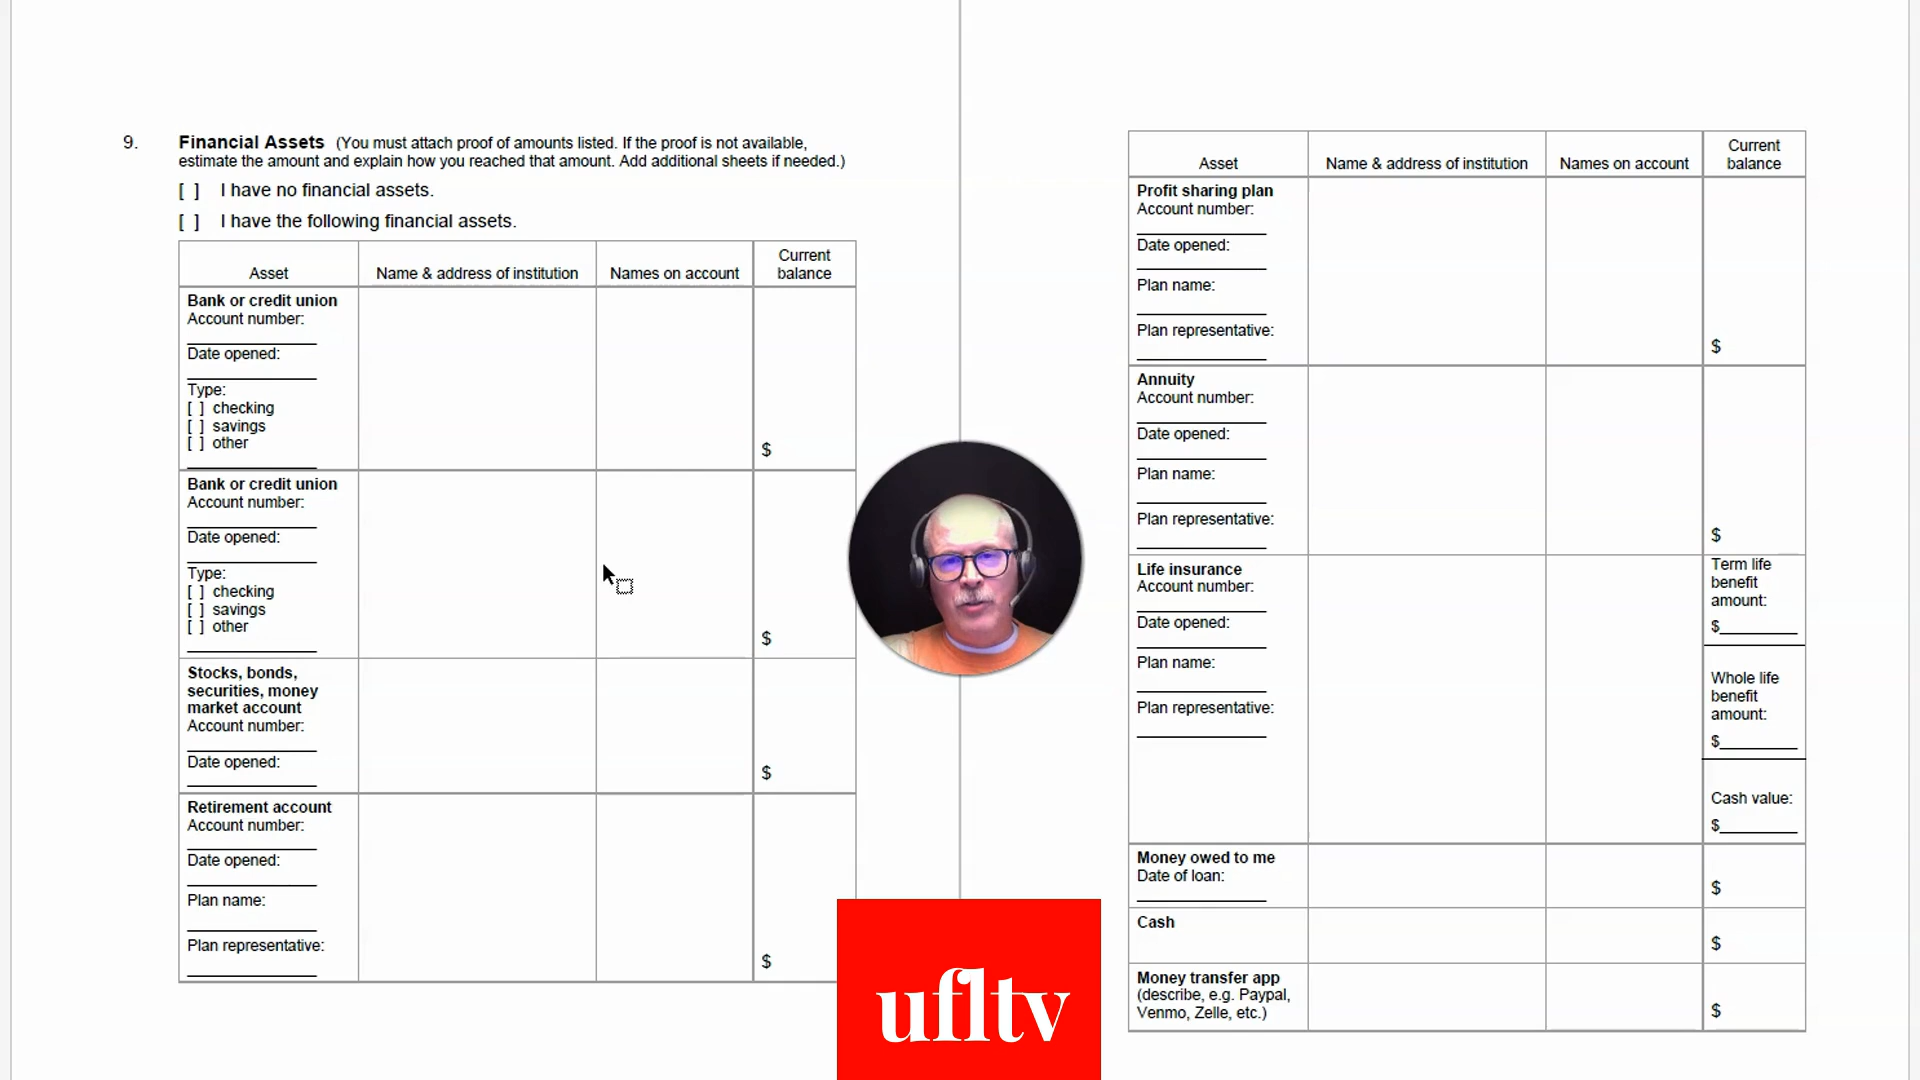 9. Financial Assets (You must attach proof of amounts listed. If the proof is not available,
estimate the amount and explain how you reached that amount. Add additional sheets if needed.)
[ ] I have no financial assets.
[ ] I have the following financial assets.
Asset Name & address of institution Names on account Current balance
Bank or credit union
Account number:
Date opened:
Type:
[ ] checking
[ ] savings
[ ] other
$
Bank or credit union
Account number:
Date opened:
Type:
[ ] checking
[ ] savings
[ ] other
$
Stocks, bonds,
securities, money
market account
Account number:
Date opened:
$
Retirement account
Account number:
Date opened:
Plan name:
Plan representative:
$
Asset Name & address of institution Names on account Current balance
Profit sharing plan
Account number:
Date opened:
Plan name:
Plan representative:
$
Annuity
Account number:
Date opened:
Plan name:
Plan representative:
$
Life insurance
Account number:
Date opened:
Plan name:
Plan representative:
Term life
benefit
amount:
$
Whole life
benefit
amount:
$
Cash value:
$
Money owed to me
Date of loan:
$
Cash
$
Money transfer app
(describe, e.g. Paypal,
Venmo, Zelle, etc.)
$
ufltv